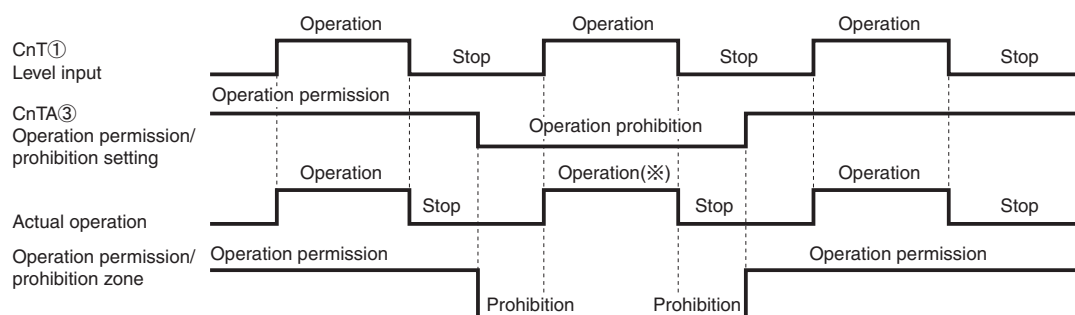 Operation Operation Operation
CnT① Stop Stop Stop
Level input
Operation permission
CnTA③
Operation permission/ Operation prohibition
prohibition setting
Operation Operation(※) Operation
Stop Stop Stop
Actual operation
Operation permission/ Operation permission Operation permission
prohibition zone
Prohibition Prohibition